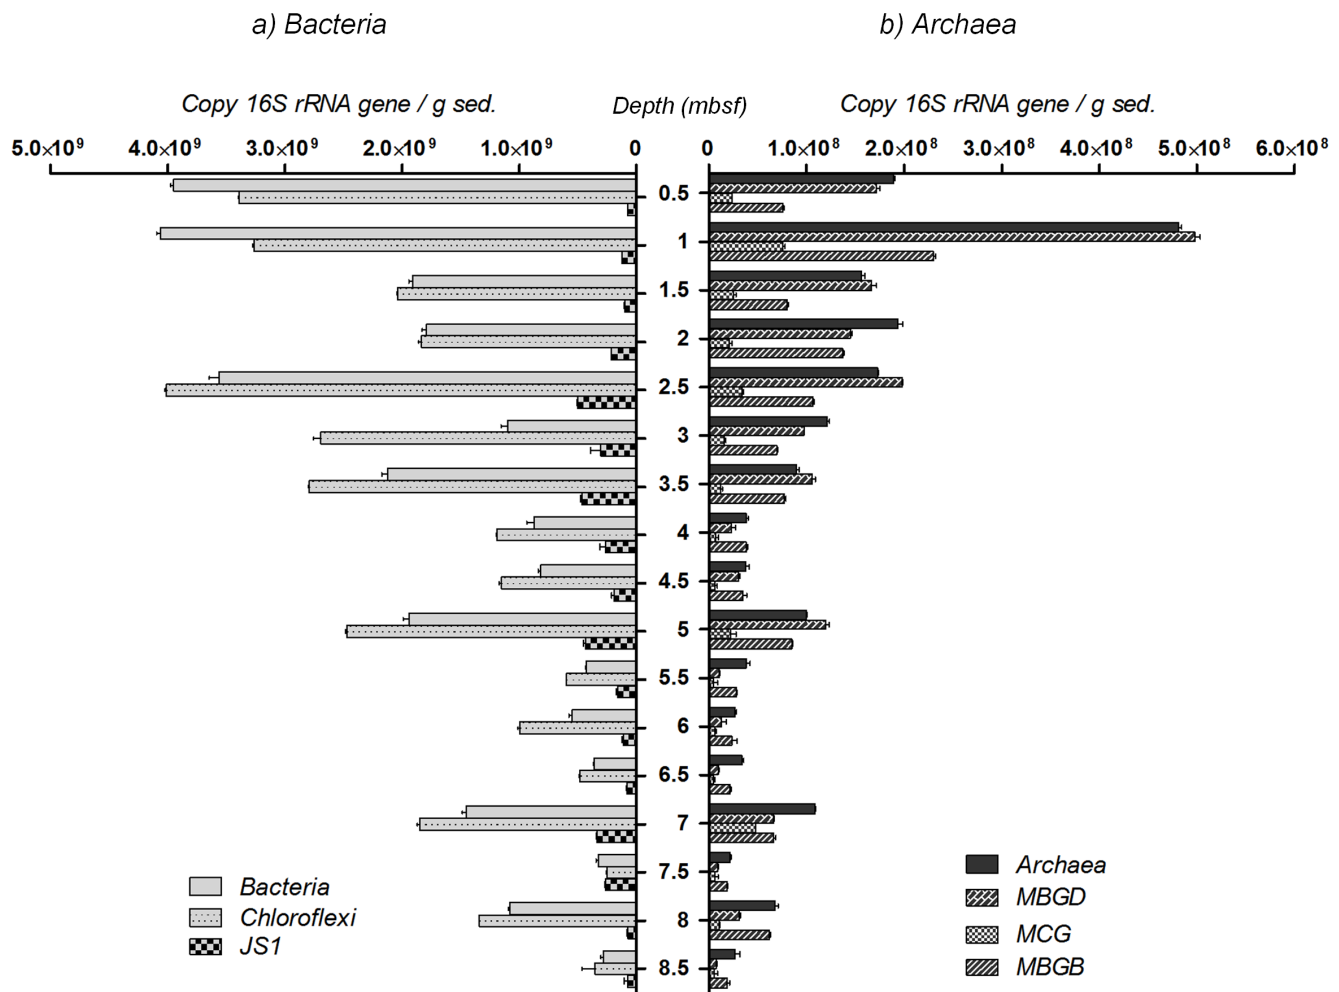 a) Bacteria
b) Archaea
Copy 16S rRNA gene / g sed.
Depth (mbsf)
Copy 16S rRNA gene / g sed.
5.0×10⁹ 4.0×10⁹ 3.0×10⁹ 2.0×10⁹ 1.0×10⁹ 0
0 1.0×10⁸ 2.0×10⁸ 3.0×10⁸ 4.0×10⁸ 5.0×10⁸ 6.0×10⁸
0.5
1
1.5
2
2.5
3
3.5
4
4.5
5
5.5
6
6.5
7
7.5
8
8.5
Bacteria
Chloroflexi
JS1
Archaea
MBGD
MCG
MBGB